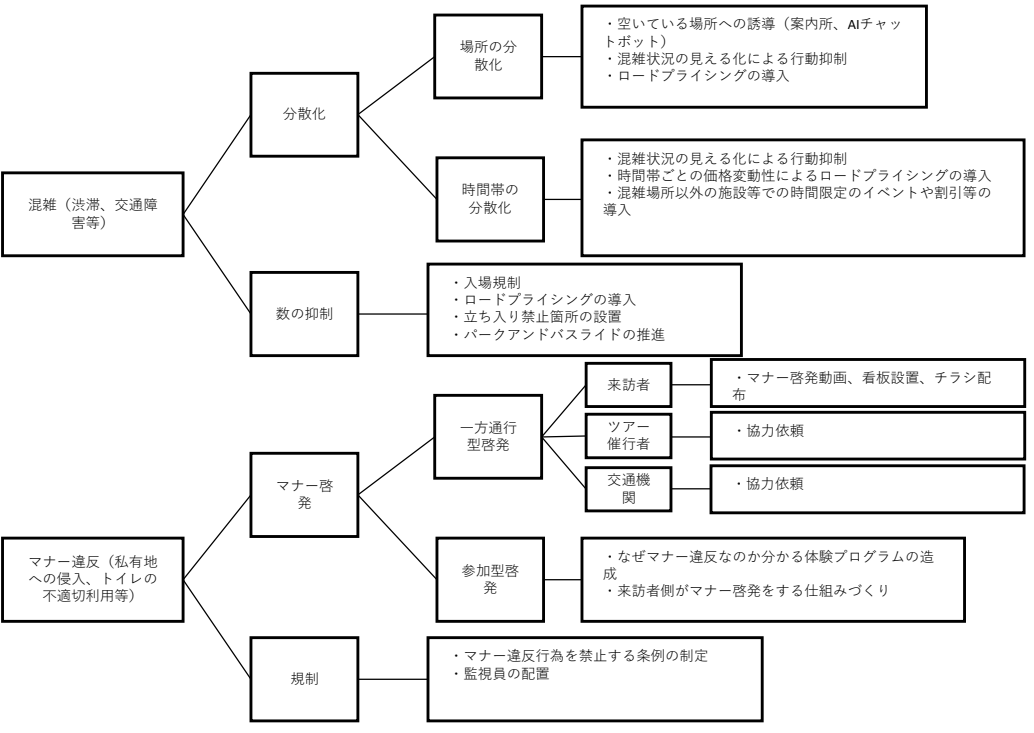 混雑（渋滞、交通障
害等）
分散化
場所の分
散化
・空いている場所への誘導（案内所、AIチャッ
トボット）
・混雑状況の見える化による行動抑制
・ロードプライシングの導入
時間帯の
分散化
・混雑状況の見える化による行動抑制
・時間帯ごとの価格変動性によるロードプライシングの導入
・混雑場所以外の施設等での時間限定のイベントや割引等の
導入
数の抑制
・入場規制
・ロードプライシングの導入
・立ち入り禁止箇所の設置
・パークアンドバスライドの推進
マナー違反（私有地
への侵入、トイレの
不適切利用等）
マナー啓
発
一方通行
型啓発
来訪者
・マナー啓発動画、看板設置、チラシ配
布
ツアー
催行者
・協力依頼
交通機
関
・協力依頼
参加型啓
発
・なぜマナー違反なのか分かる体験プログラムの造
成
・来訪者側がマナー啓発をする仕組みづくり
規制
・マナー違反行為を禁止する条例の制定
・監視員の配置